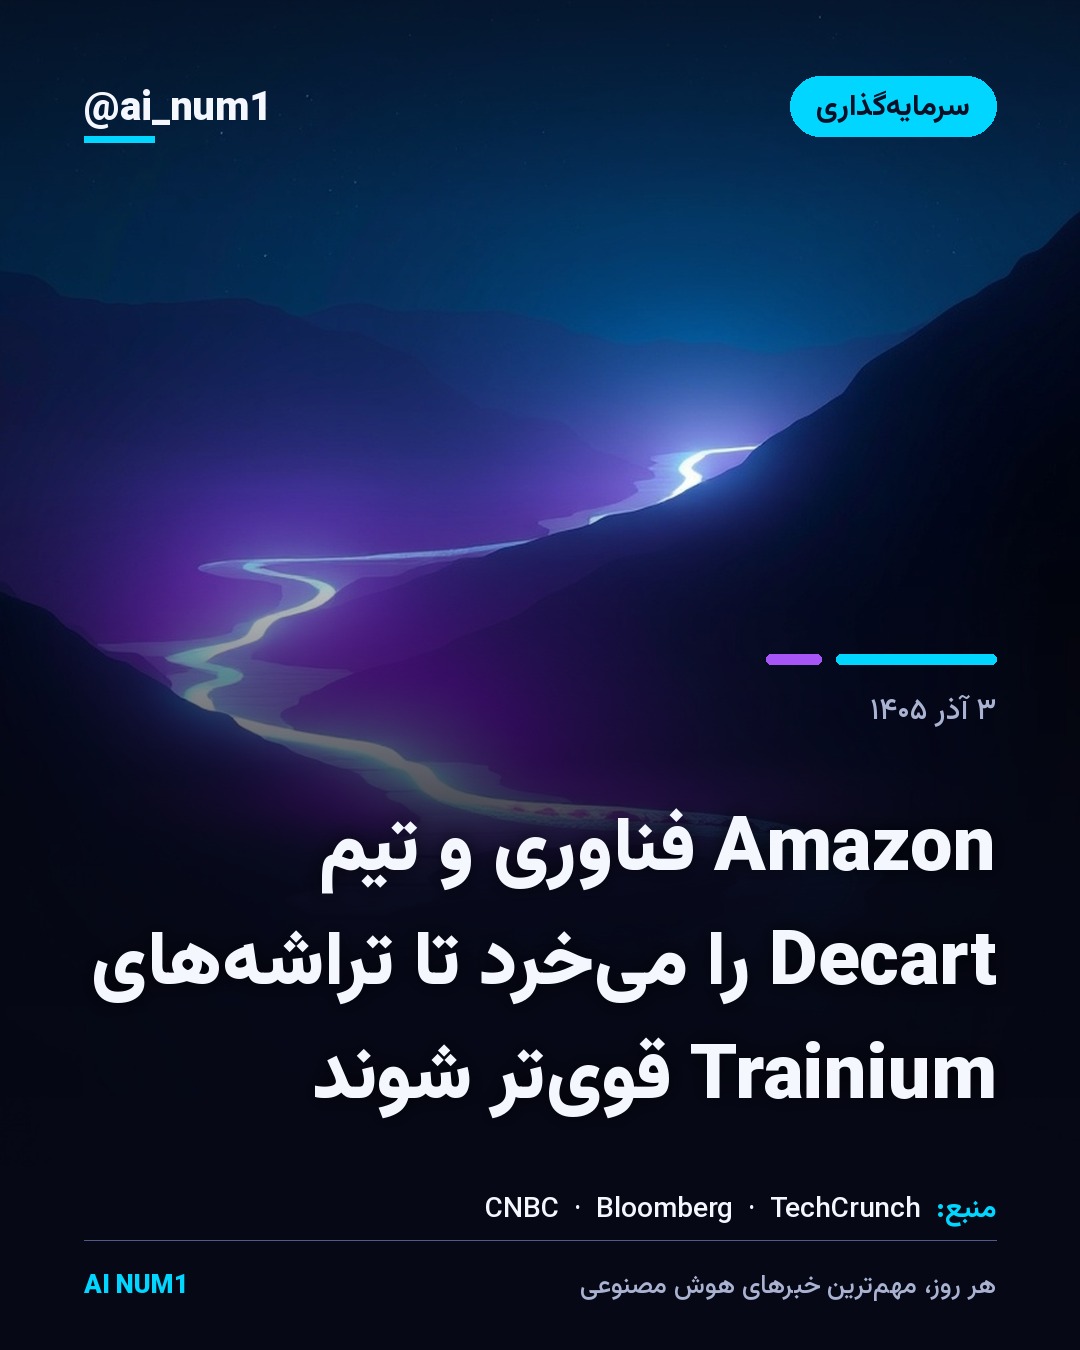 @ai_num1
سرمایه‌گذاری
۳ آذر ۱۴۰۵
Amazon فناوری و تیم
Decart را می‌خرد تا تراشه‌های
Trainium قوی‌تر شوند
منبع: TechCrunch · Bloomberg · CNBC
هر روز، مهم‌ترین خبرهای هوش مصنوعی
AI NUM1